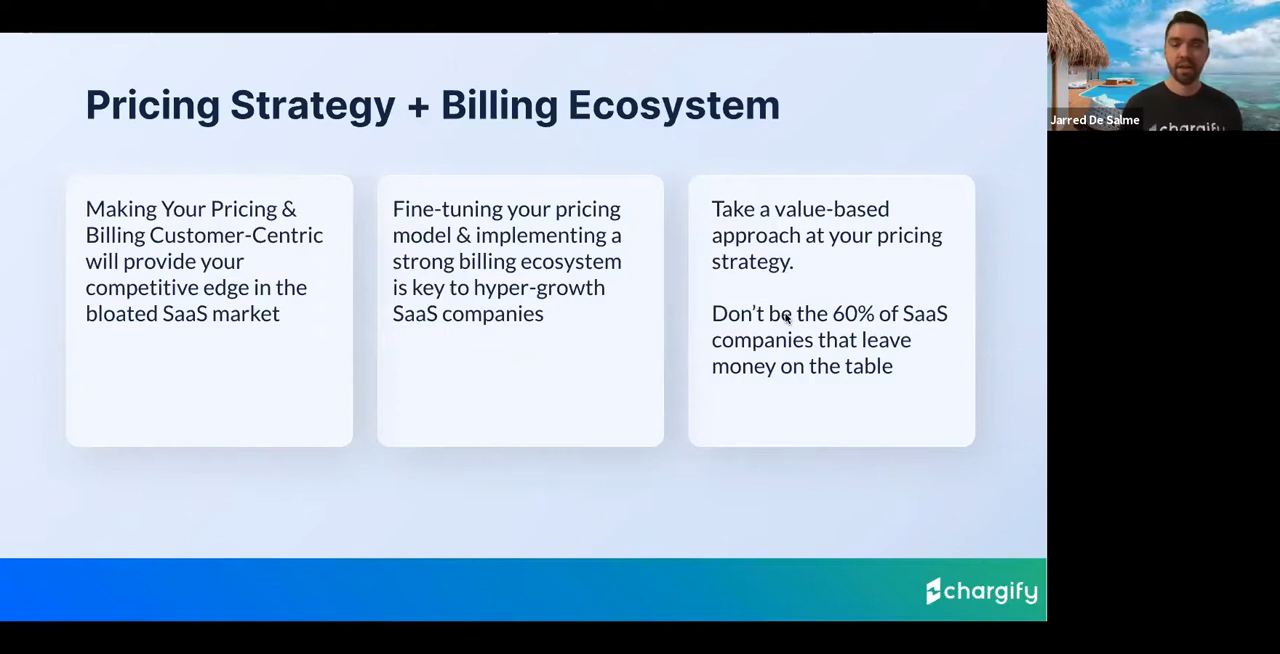 Pricing Strategy + Billing Ecosystem
Making Your Pricing &
Billing Customer-Centric
will provide your
competitive edge in the
bloated SaaS market
Fine-tuning your pricing
model & implementing a
strong billing ecosystem
is key to hyper-growth
SaaS companies
Take a value-based
approach at your pricing
strategy.
Don’t be the 60% of SaaS
companies that leave
money on the table
chargify
Jarred De Salme
chargify